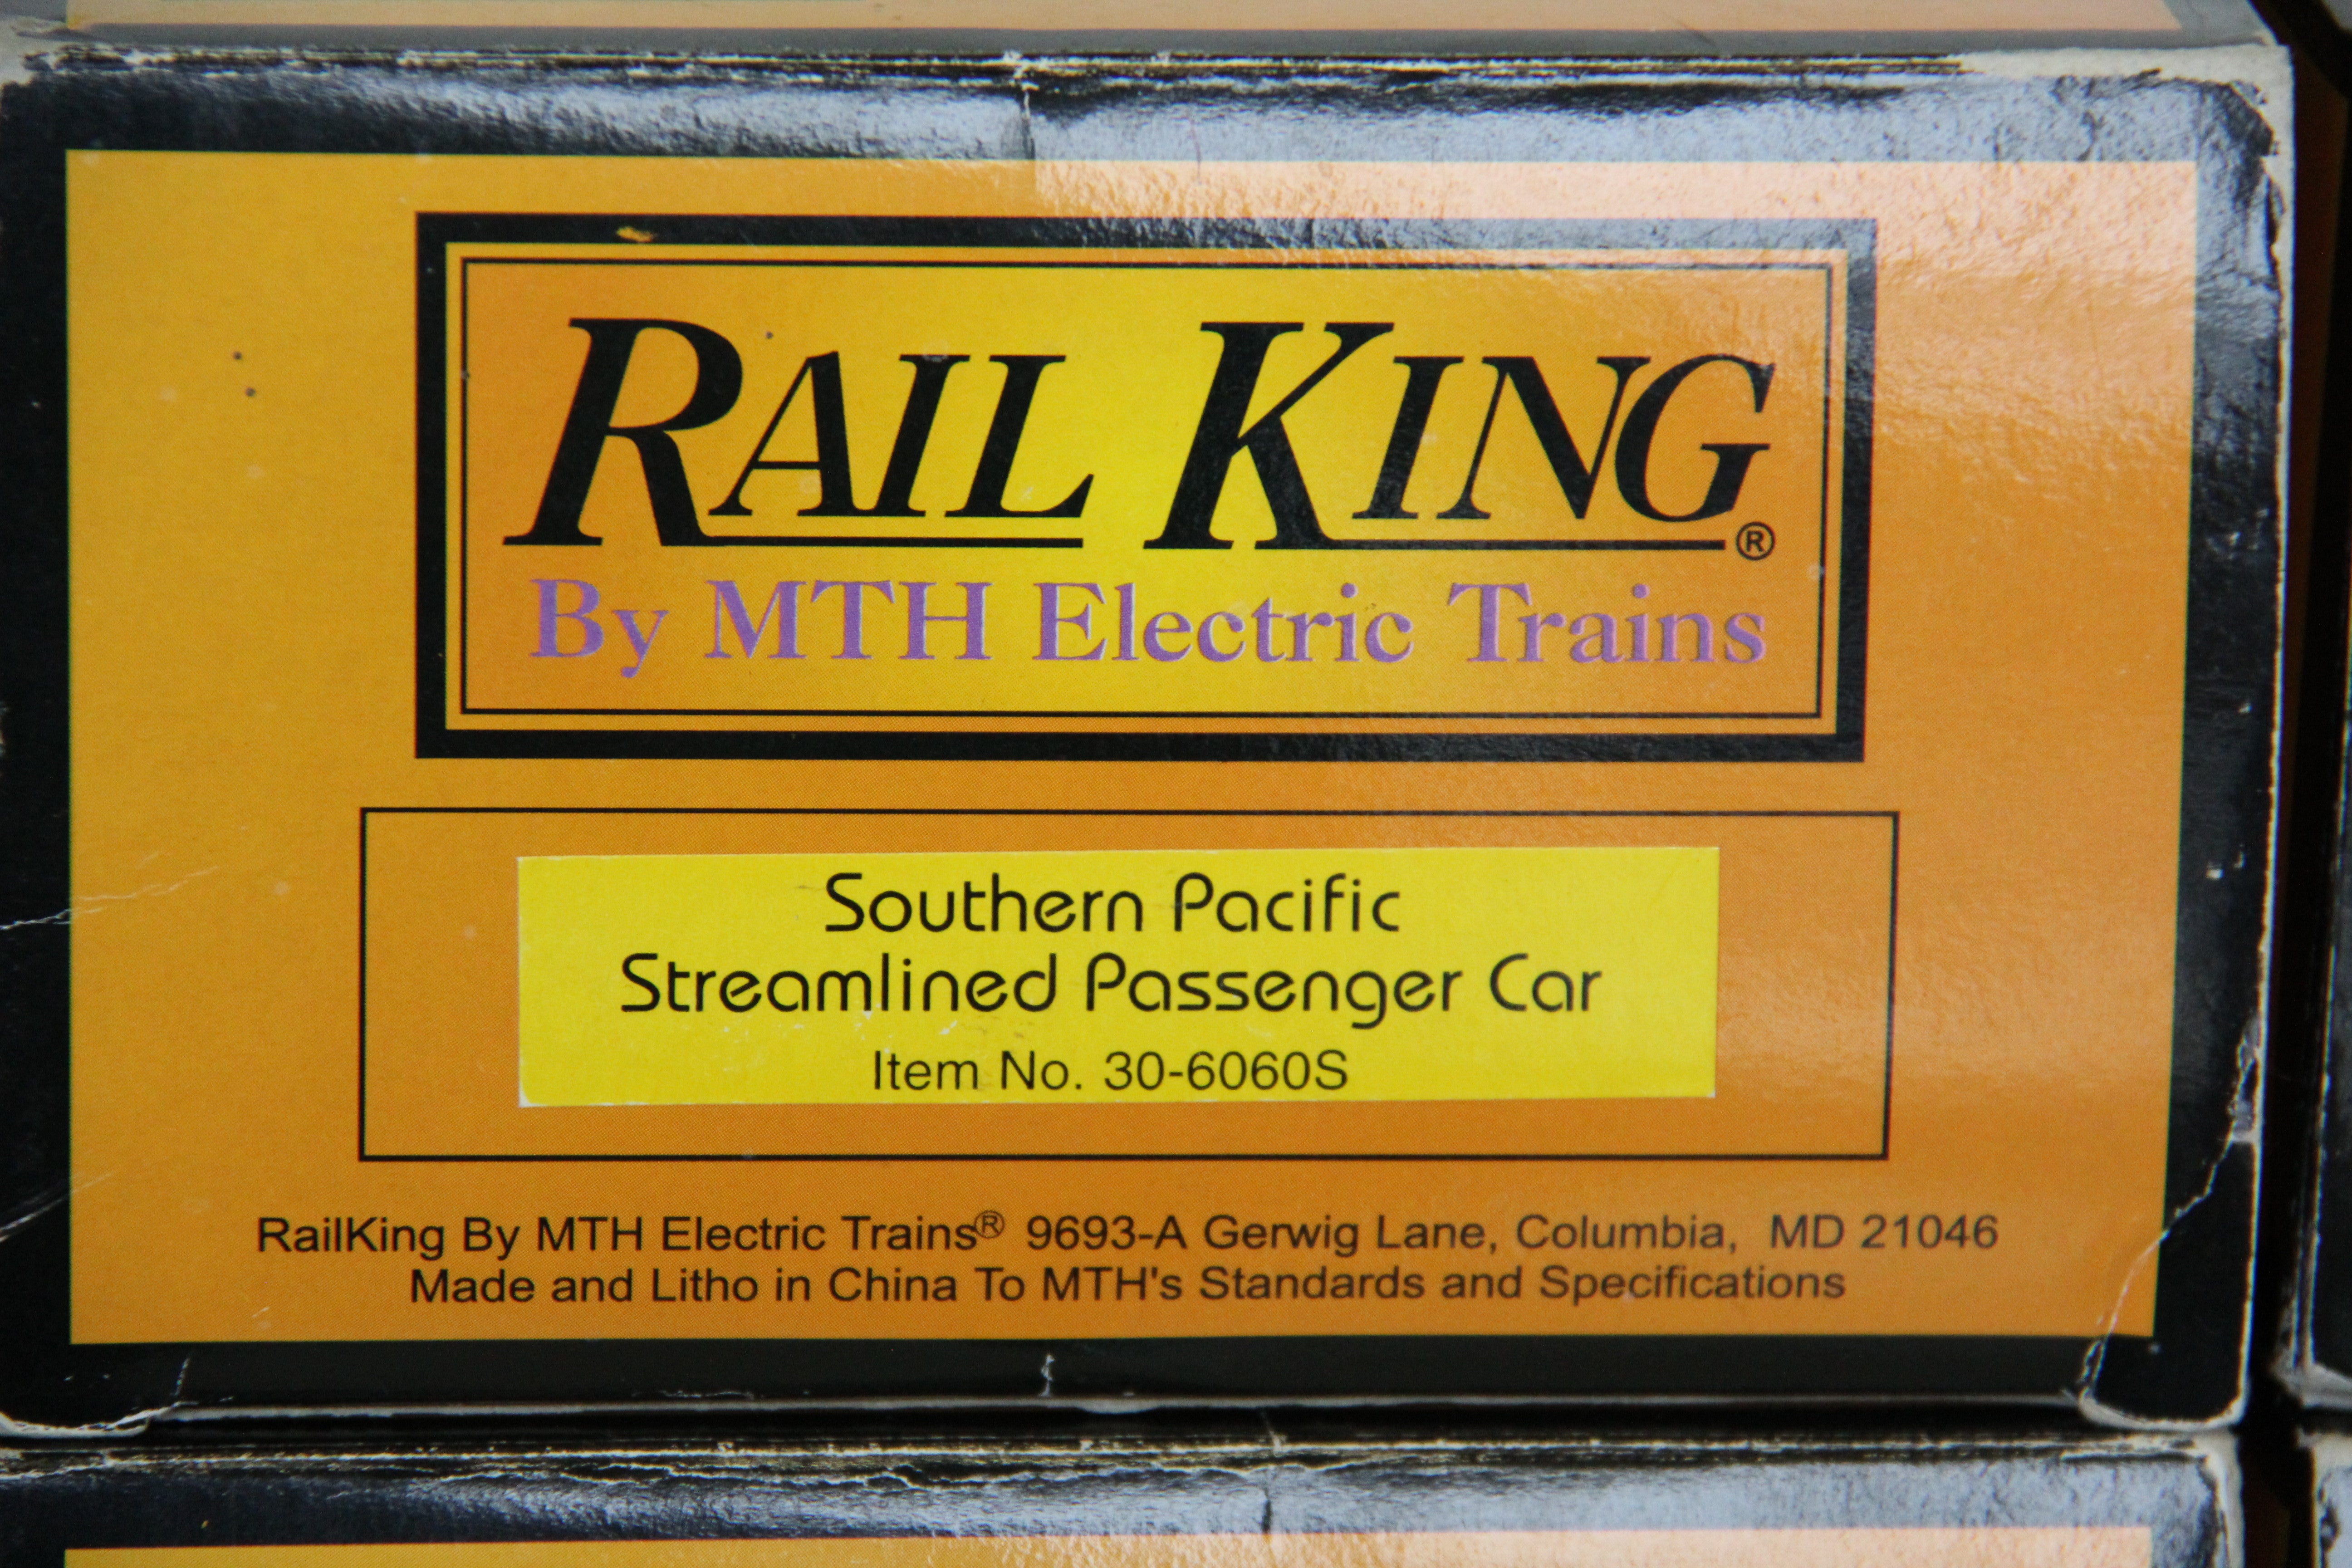 RAIL KING®
By MTH Electric Trains
Southern Pacific
Streamlined Passenger Car
Item No. 30-6060S
RailKing By MTH Electric Trains® 9693-A Gerwig Lane, Columbia, MD 21046
Made and Litho in China To MTH's Standards and Specifications